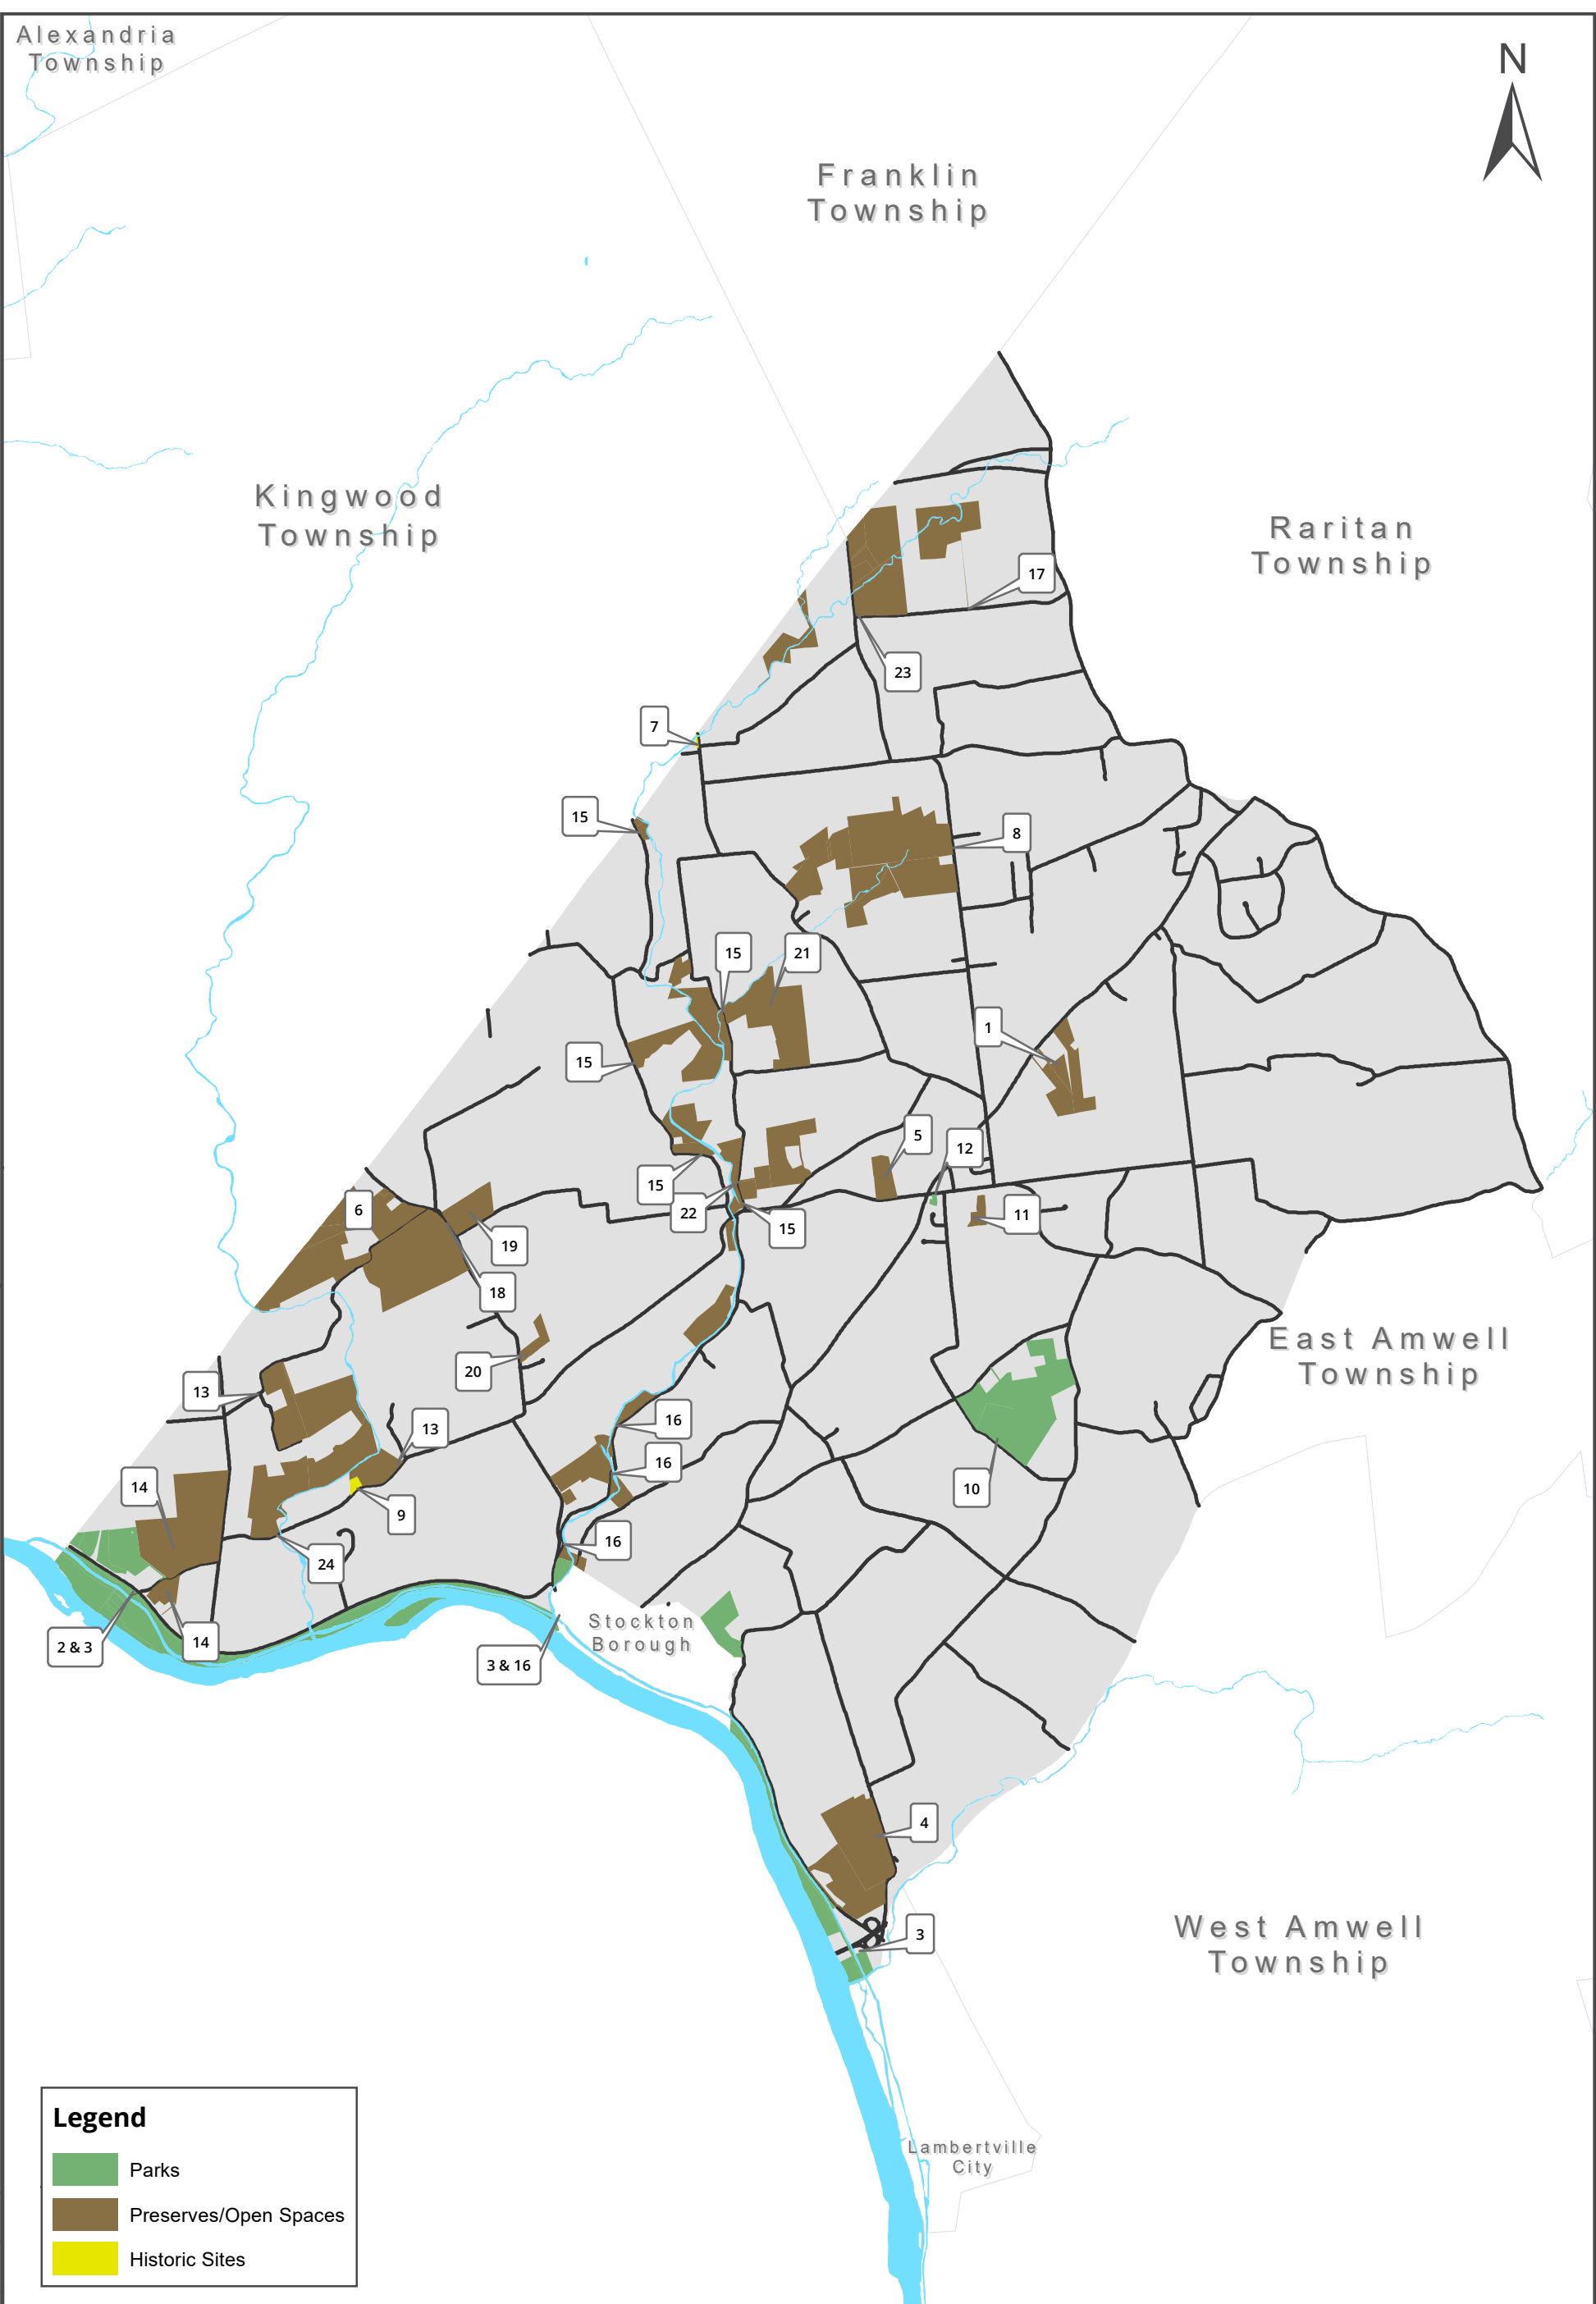 Alexandria
Township
N
Franklin
Township
Kingwood
Township
Raritan
Township
17
23
7
15
8
15
21
1
15
5
12
15
6
22
11
15
19
18
20
13
16
13
16
14
10
9
16
24
Stockton
Borough
2 & 3
14
3 & 16
East Amwell
Township
4
3
West Amwell
Township
Lambertville
City
Legend
Parks
Preserves/Open Spaces
Historic Sites